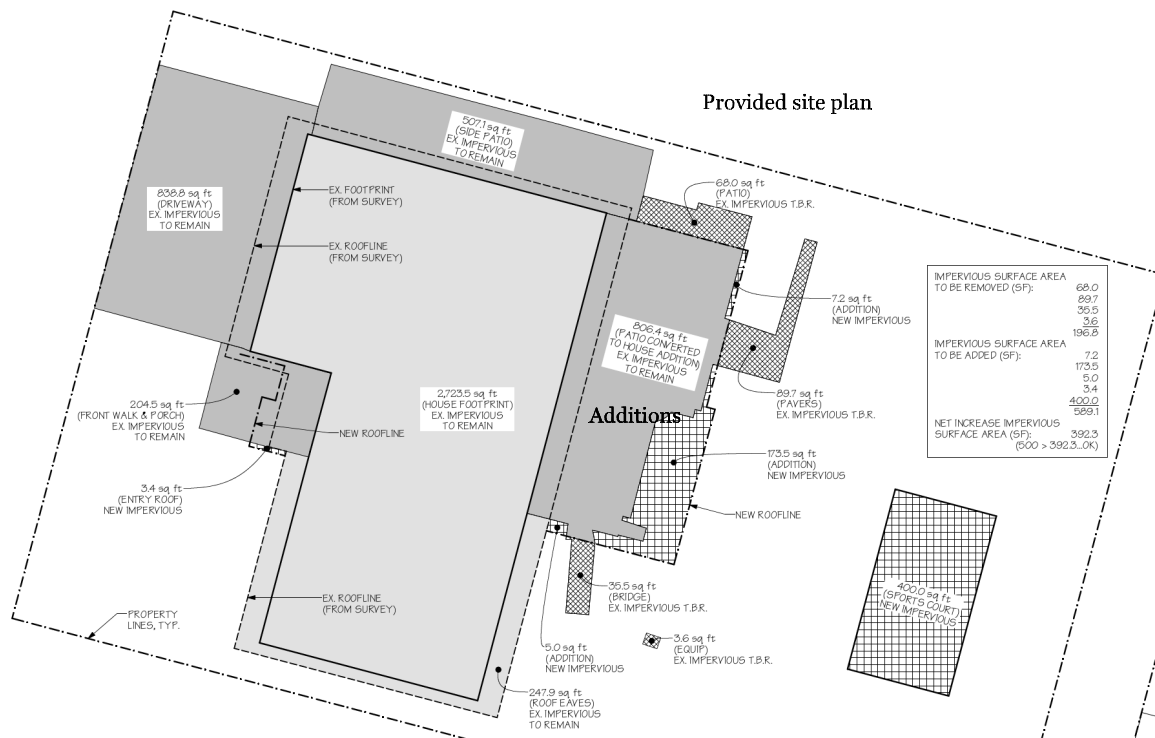 Provided site plan
507.1 sq ft
(SIDE PATIO)
EX. IMPERVIOUS
TO REMAIN
838.8 sq ft
(DRIVEWAY)
EX. IMPERVIOUS
TO REMAIN
EX. FOOTPRINT
(FROM SURVEY)
EX. ROOFLINE
(FROM SURVEY)
68.0 sq ft
(PATIO)
EX. IMPERVIOUS T.B.R.
7.2 sq ft
(ADDITION)
NEW IMPERVIOUS
IMPERVIOUS SURFACE AREA
TO BE REMOVED (SF): 68.0
89.7
35.5
3.6
196.8
IMPERVIOUS SURFACE AREA
TO BE ADDED (SF): 7.2
173.5
5.0
3.4
400.0
589.1
NET INCREASE IMPERVIOUS
SURFACE AREA (SF): 392.3
(500 > 392.3...OK)
806.4 sq ft
(PATIO CONVERTED
TO HOUSE ADDITION)
EX. IMPERVIOUS
TO REMAIN
2,723.5 sq ft
(HOUSE FOOTPRINT)
EX. IMPERVIOUS
TO REMAIN
Additions
89.7 sq ft
(PAVERS)
EX. IMPERVIOUS T.B.R.
204.5 sq ft
(FRONT WALK & PORCH)
EX. IMPERVIOUS
TO REMAIN
NEW ROOFLINE
173.5 sq ft
(ADDITION)
NEW IMPERVIOUS
3.4 sq ft
(ENTRY ROOF)
NEW IMPERVIOUS
NEW ROOFLINE
400.0 sq ft
(SPORTS COURT)
NEW IMPERVIOUS
35.5 sq ft
(BRIDGE)
EX. IMPERVIOUS T.B.R.
EX. ROOFLINE
(FROM SURVEY)
PROPERTY
LINES, TYP.
3.6 sq ft
(EQUIP)
EX. IMPERVIOUS T.B.R.
5.0 sq ft
(ADDITION)
NEW IMPERVIOUS
247.9 sq ft
(ROOF EAVES)
EX. IMPERVIOUS
TO REMAIN